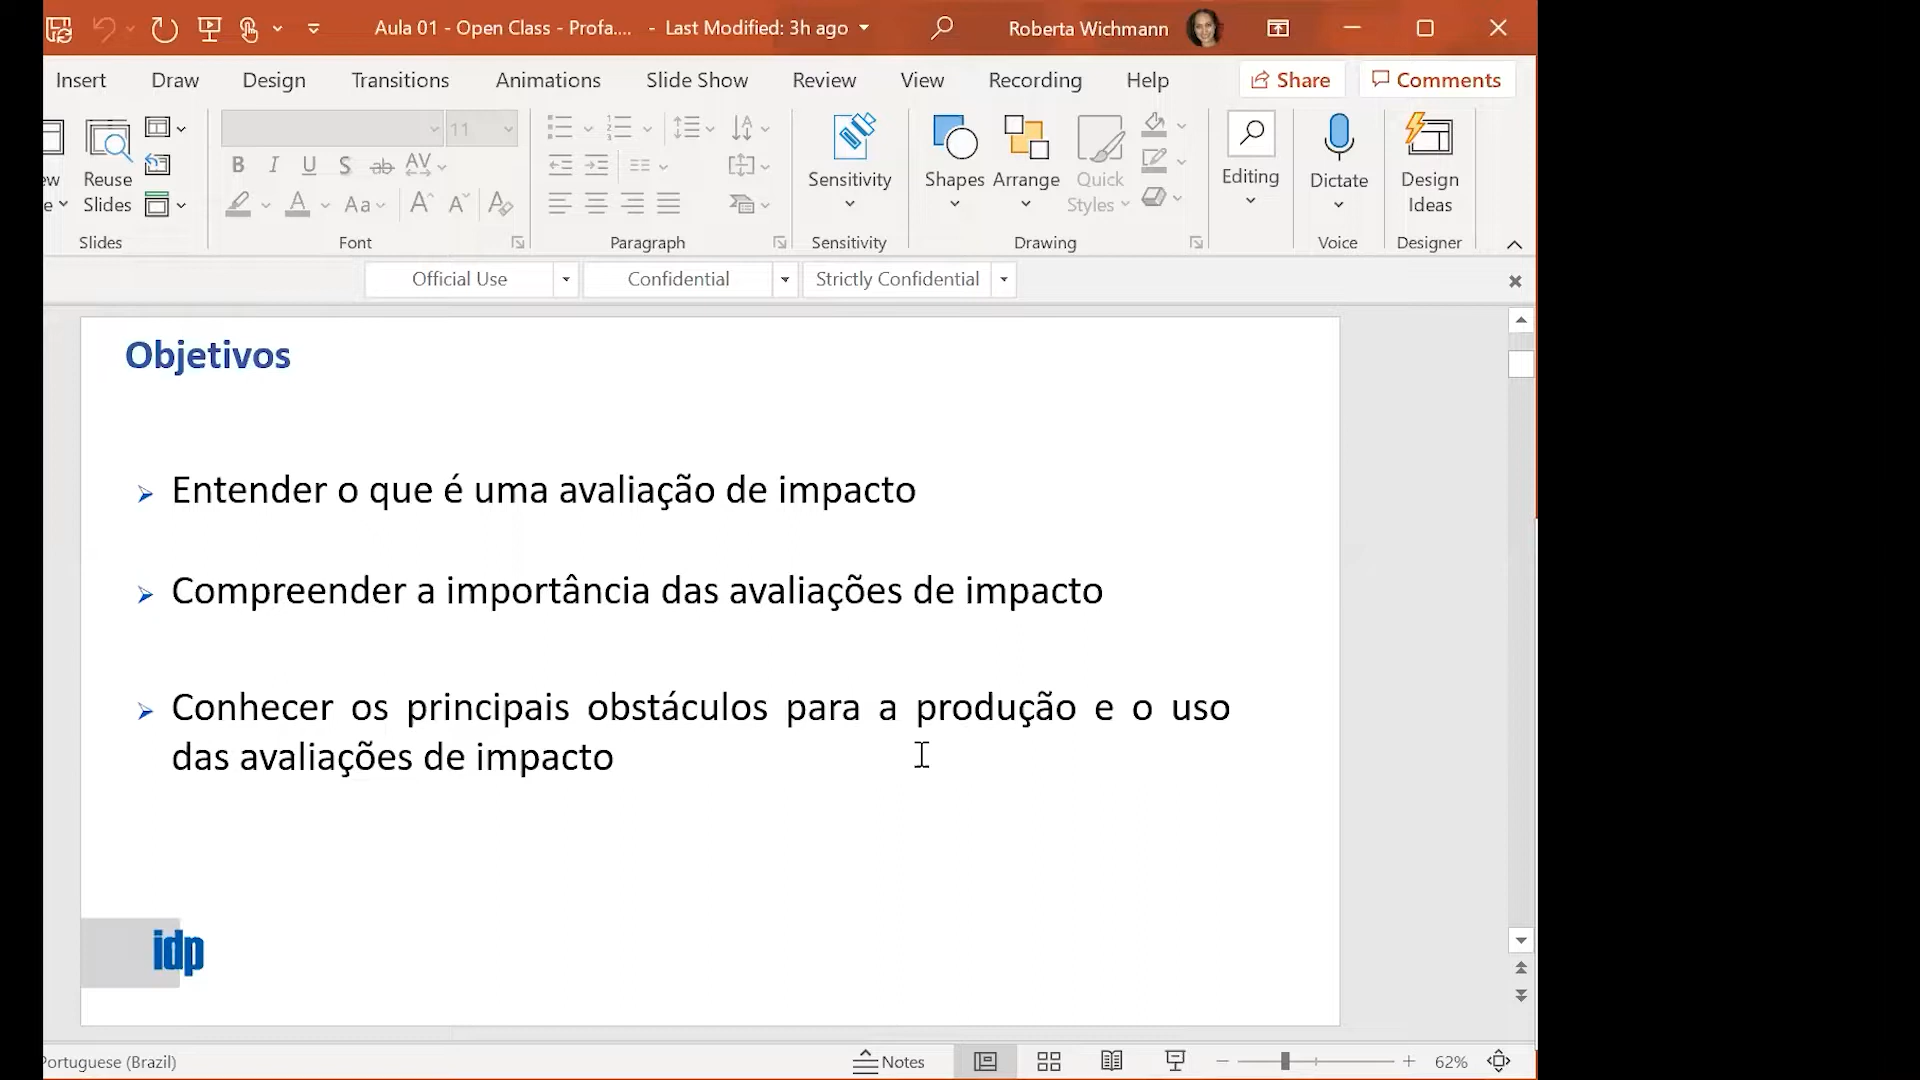 Aula 01 - Open Class - Profa.... - Last Modified: 3h ago
Roberta Wichmann
Insert Draw Design Transitions Animations Slide Show Review View Recording Help Share Comments
11
B I U S ab AV
Aa A A
Reuse Slides
Sensitivity
Shapes Arrange Quick Styles
Editing
Dictate
Design Ideas
Slides Font Paragraph Sensitivity Drawing Voice Designer
Official Use Confidential Strictly Confidential
Objetivos
Entender o que é uma avaliação de impacto
Compreender a importância das avaliações de impacto
Conhecer os principais obstáculos para a produção e o uso
das avaliações de impacto
idp
Portuguese (Brazil) Notes 62%